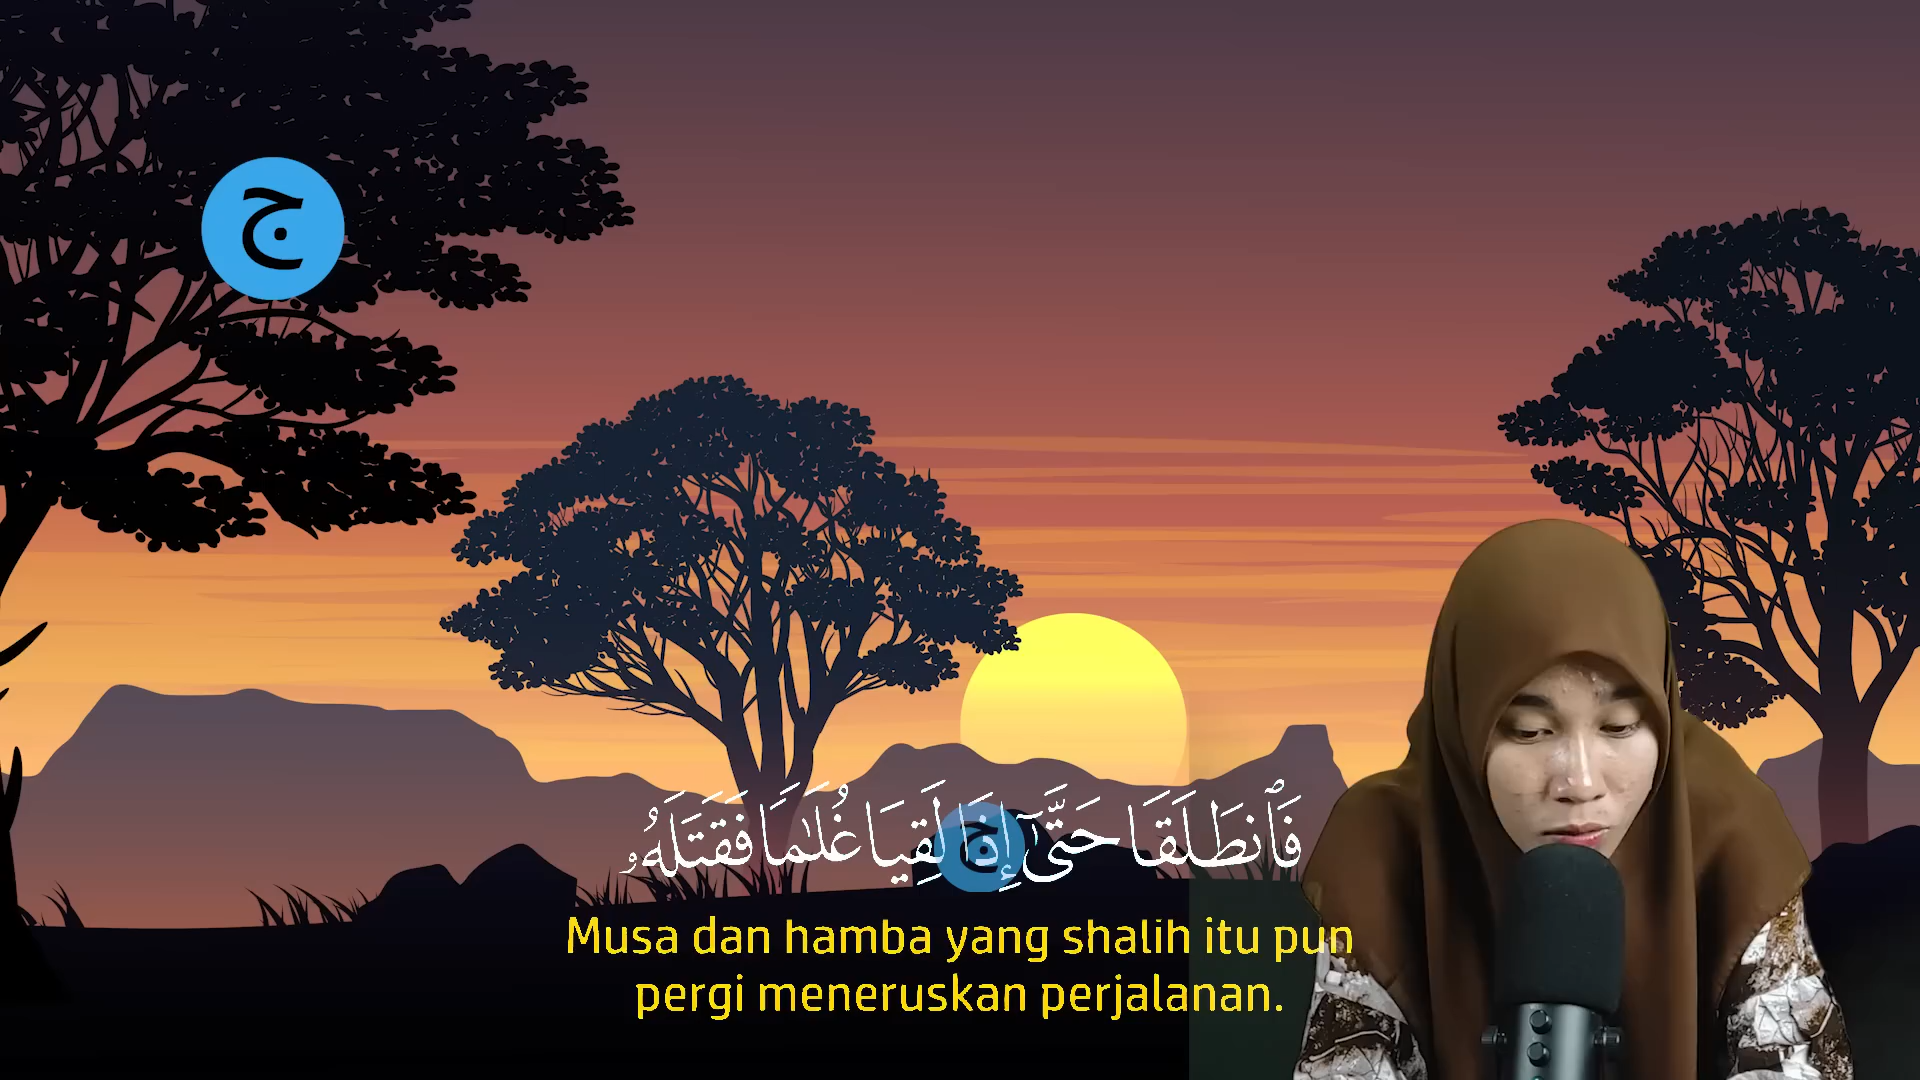 ج
فَٱنطَلَقَا حَتَّىٰٓ إِذَا لَقِيَا غُلَٰمًا فَقَتَلَهُۥ
ج
Musa dan hamba yang shalih itu pun
pergi meneruskan perjalanan.